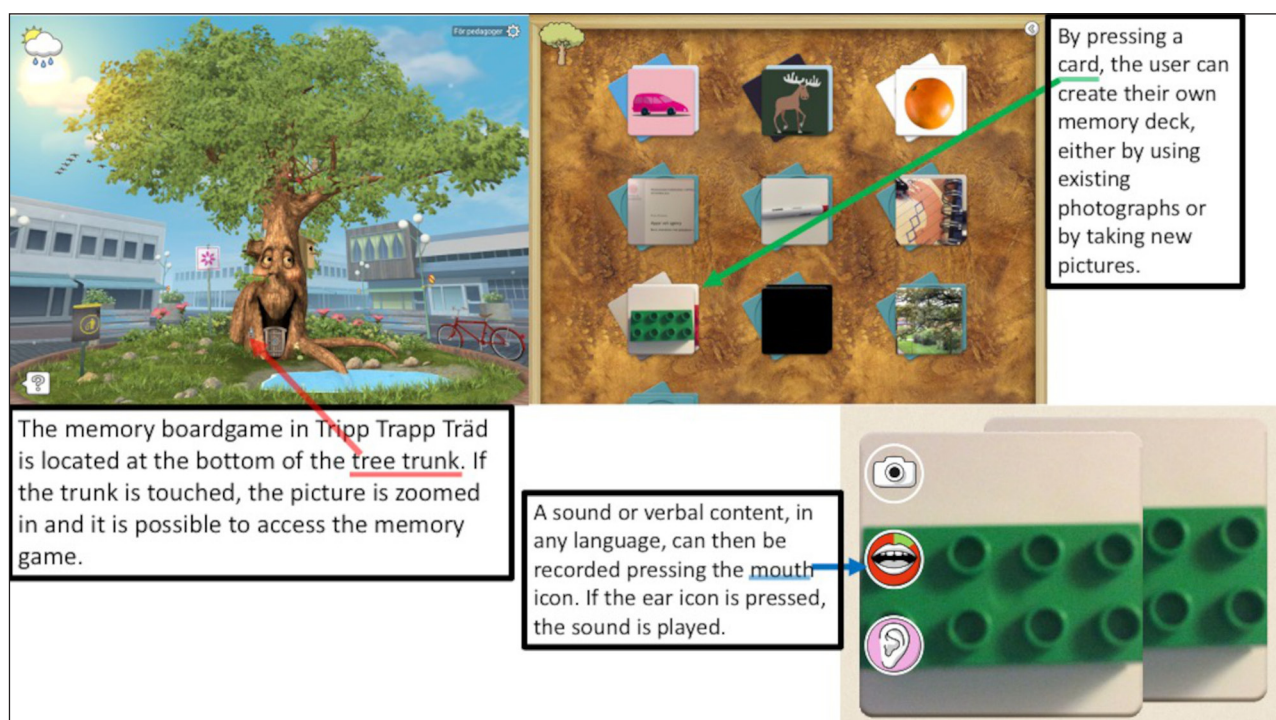 För pedagoger
By pressing a
card, the user can
create their own
memory deck,
either by using
existing
photographs or
by taking new
pictures.
The memory boardgame in Tripp Trapp Träd
is located at the bottom of the tree trunk. If
the trunk is touched, the picture is zoomed
in and it is possible to access the memory
game.
A sound or verbal content, in
any language, can then be
recorded pressing the mouth
icon. If the ear icon is pressed,
the sound is played.
?